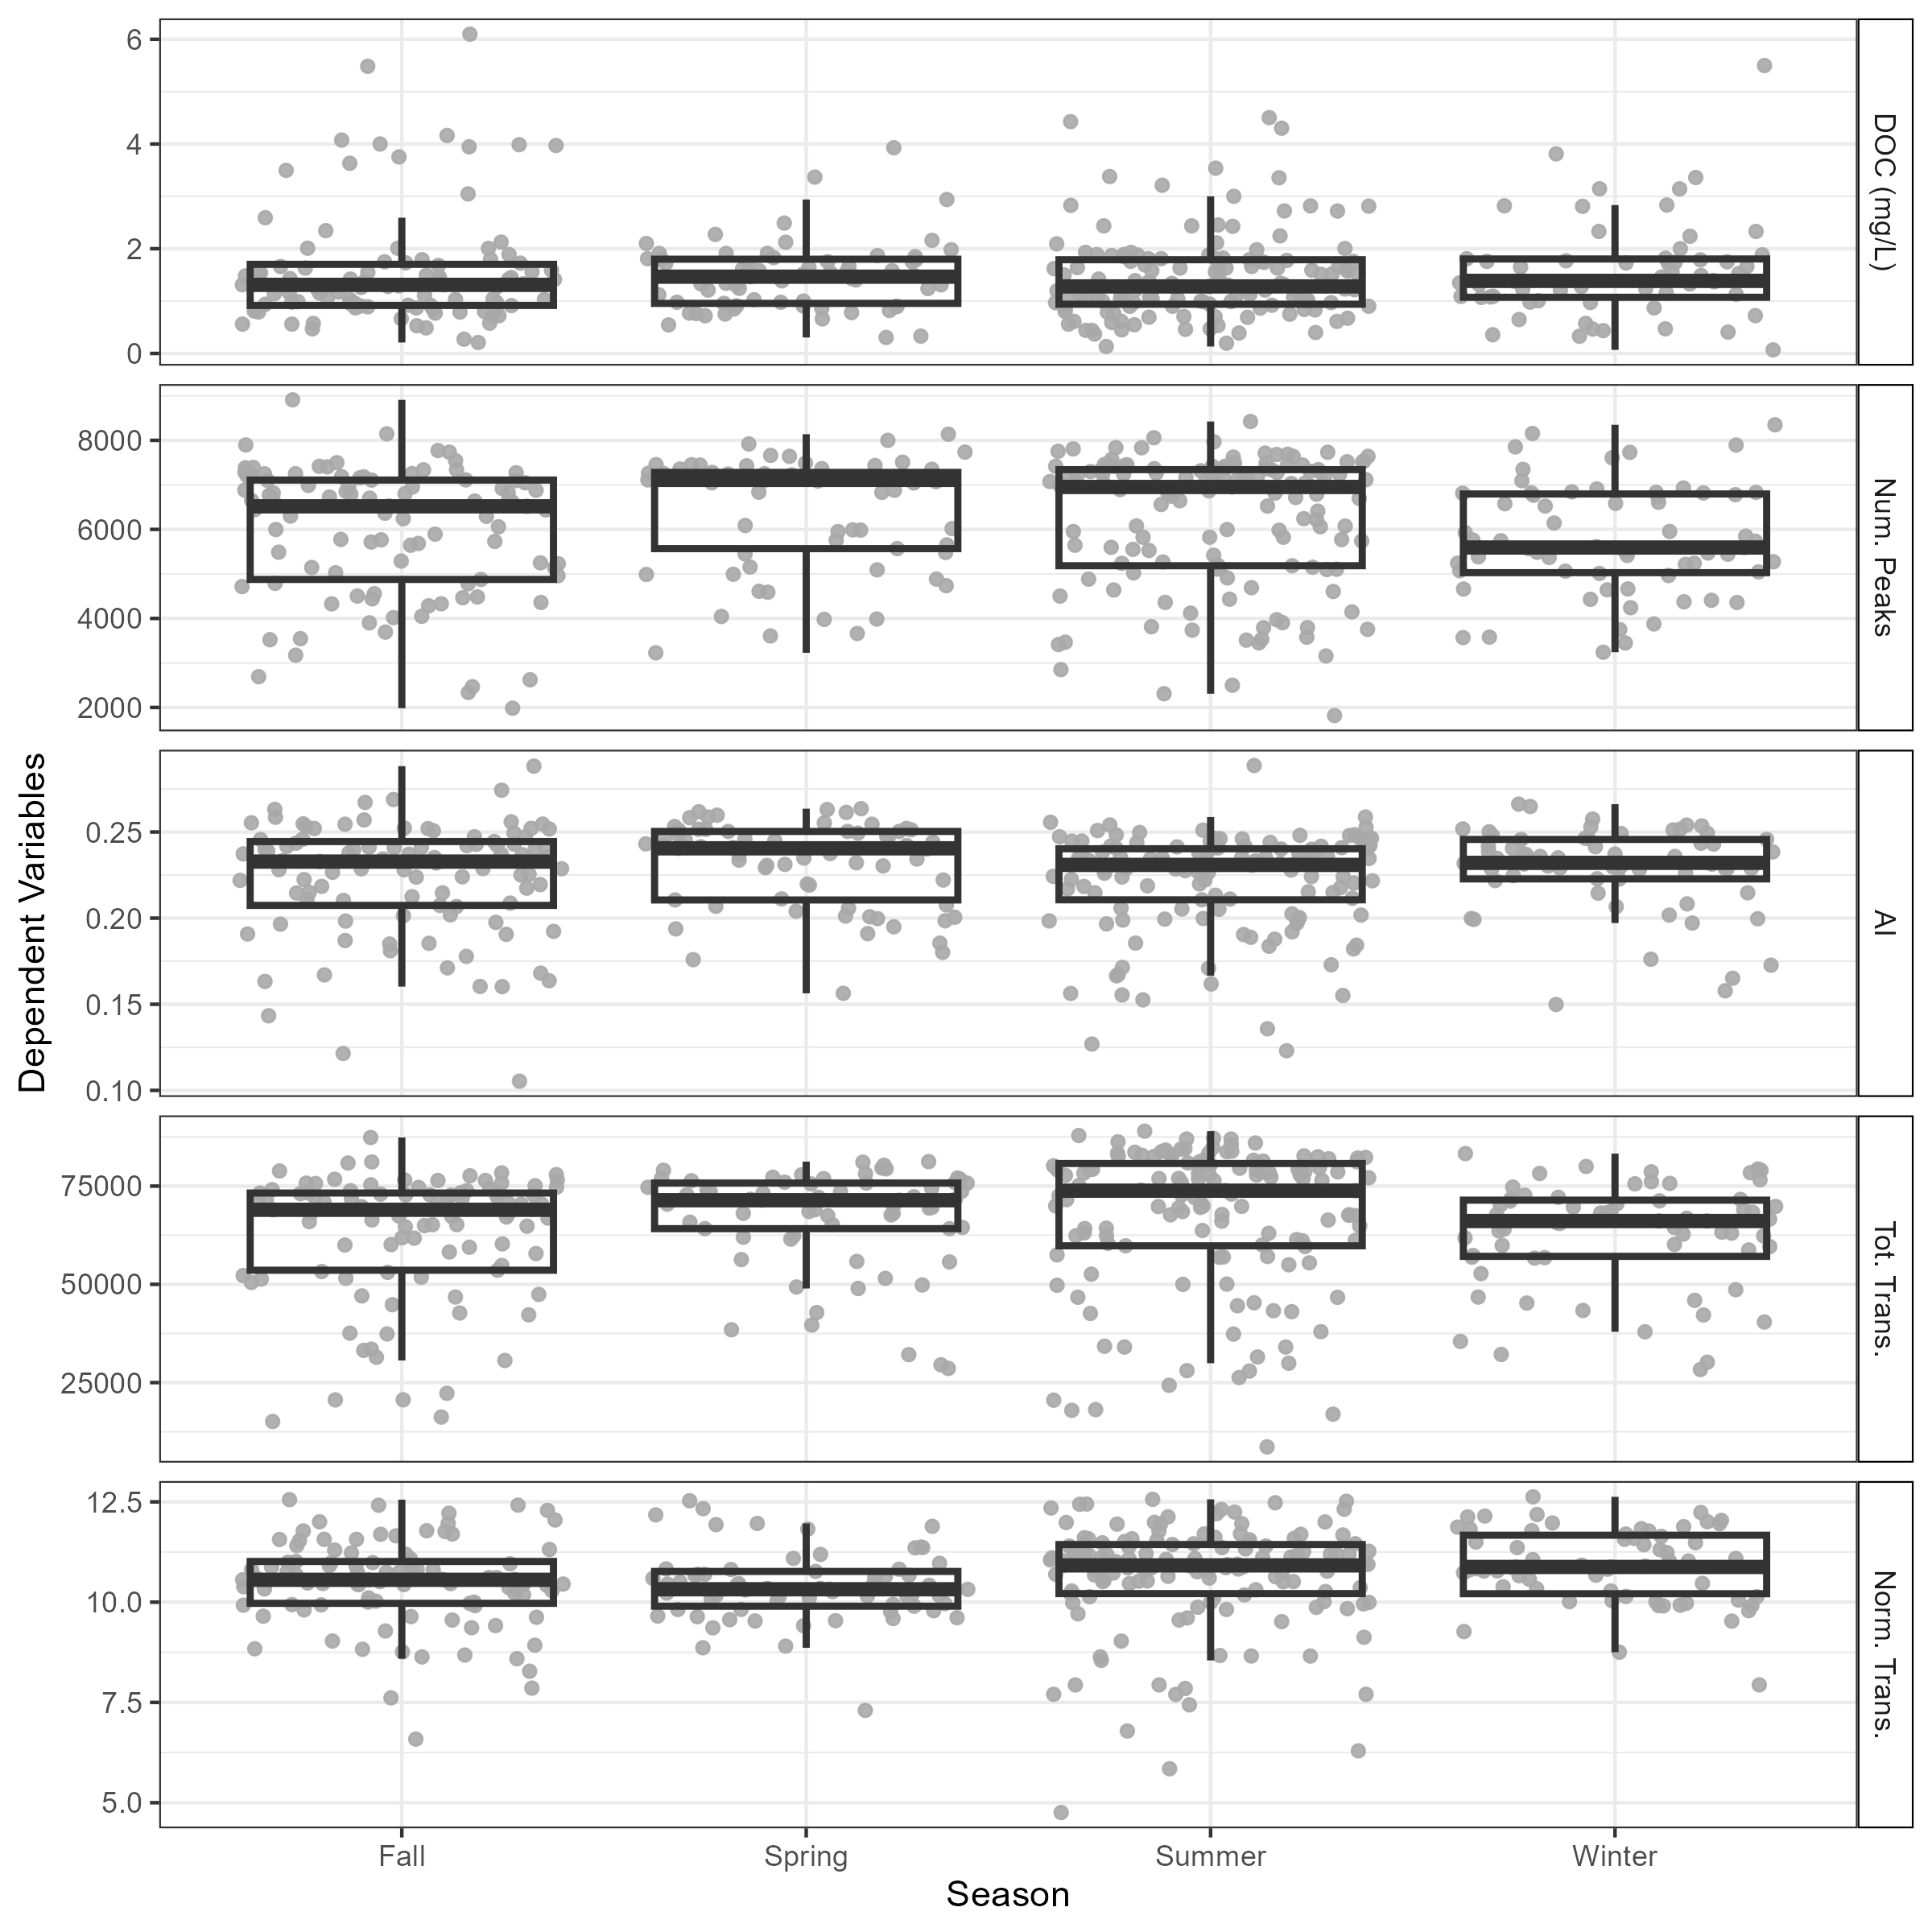 Dependent Variables
6
4
2
0
DOC (mg/L)
8000
6000
4000
2000
Num. Peaks
0.25
0.20
0.15
0.10
AI
75000
50000
25000
Tot. Trans.
12.5
10.0
7.5
5.0
Norm. Trans.
Fall Spring Summer Winter
Season